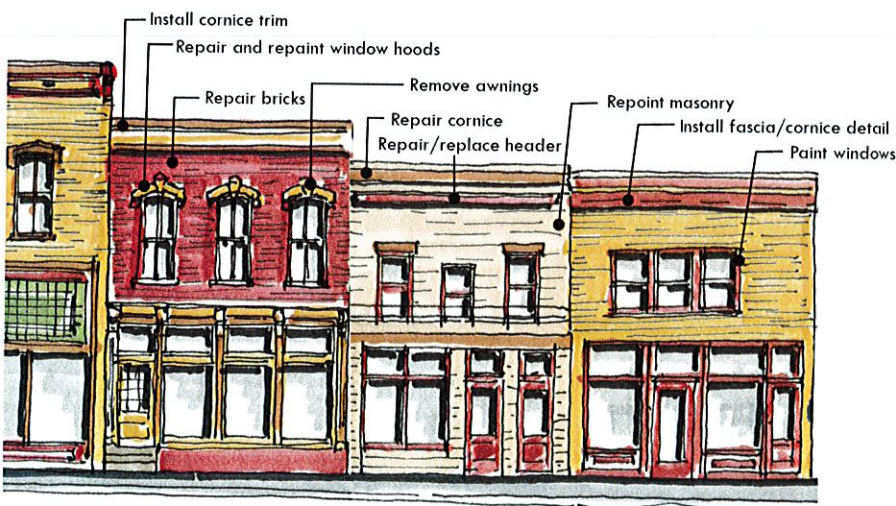 Install cornice trim
Repair and repaint window hoods
Repair bricks
Remove awnings
Repair cornice
Repair/replace header
Repoint masonry
Install fascia/cornice detail
Paint windows